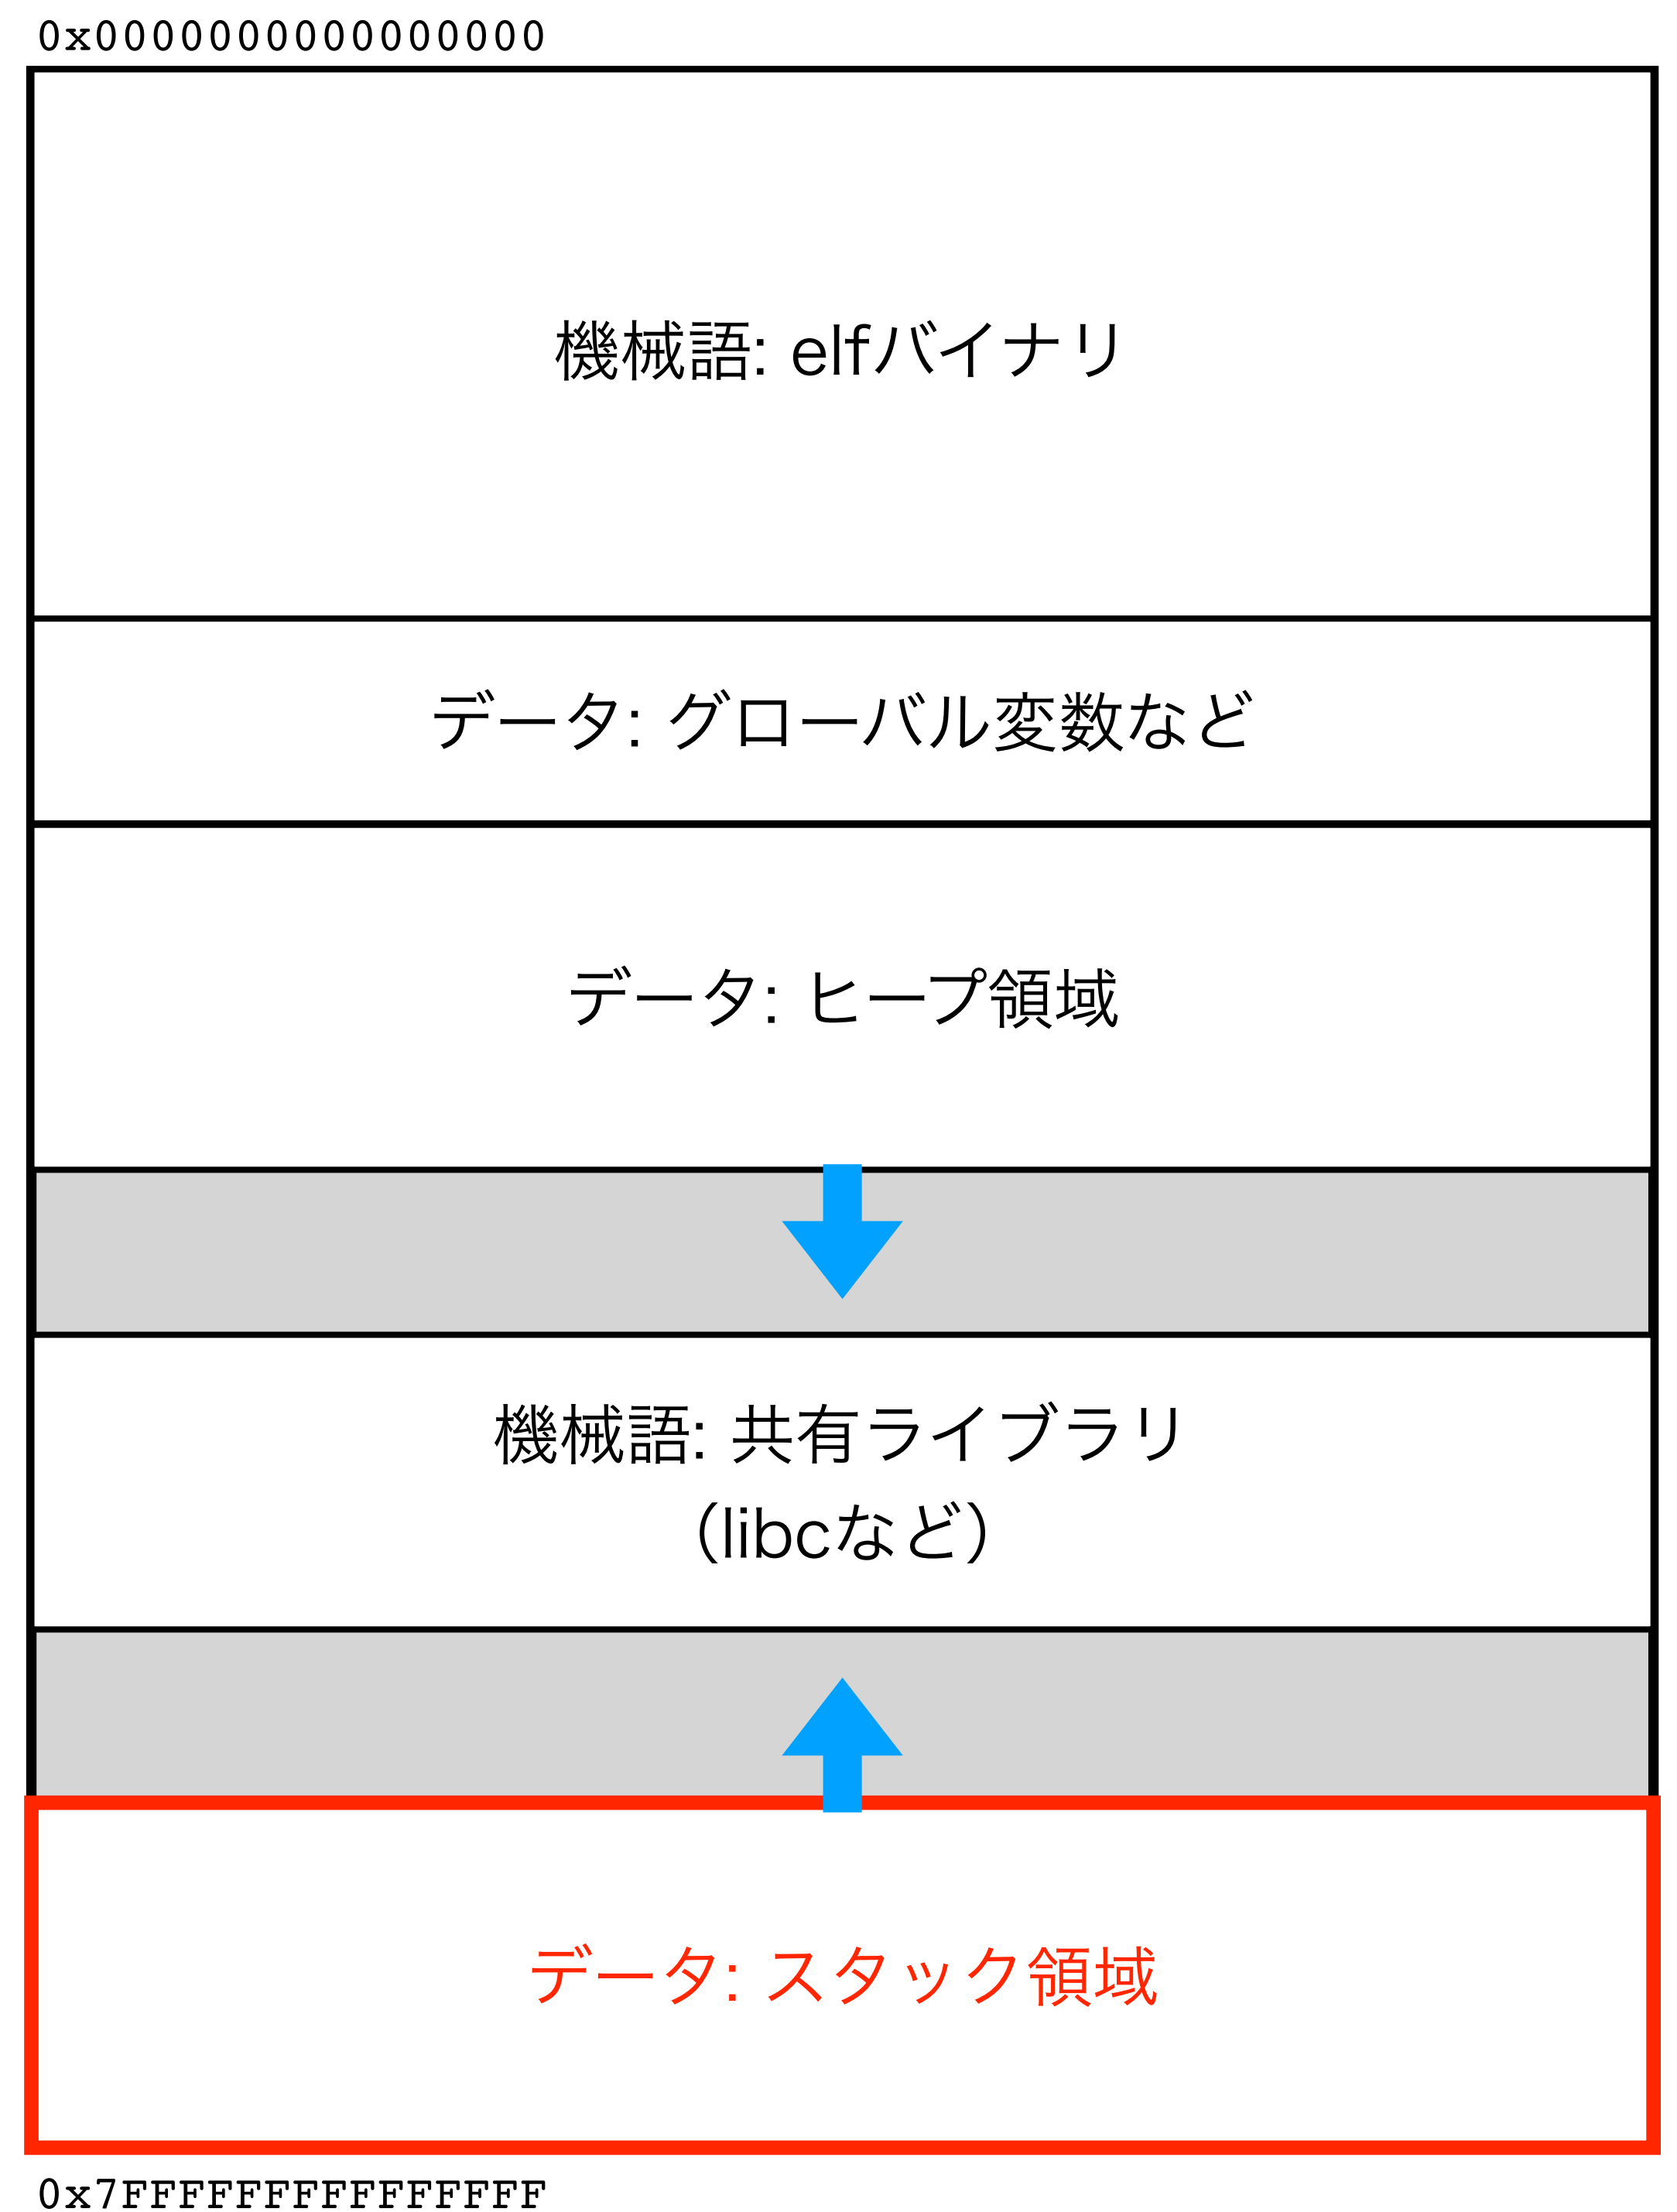 0x0000000000000000
機械語: elfバイナリ
データ: グローバル変数など
データ: ヒープ領域
機械語: 共有ライブラリ
（libcなど）
データ: スタック領域
0x7FFFFFFFFFFFFFFF